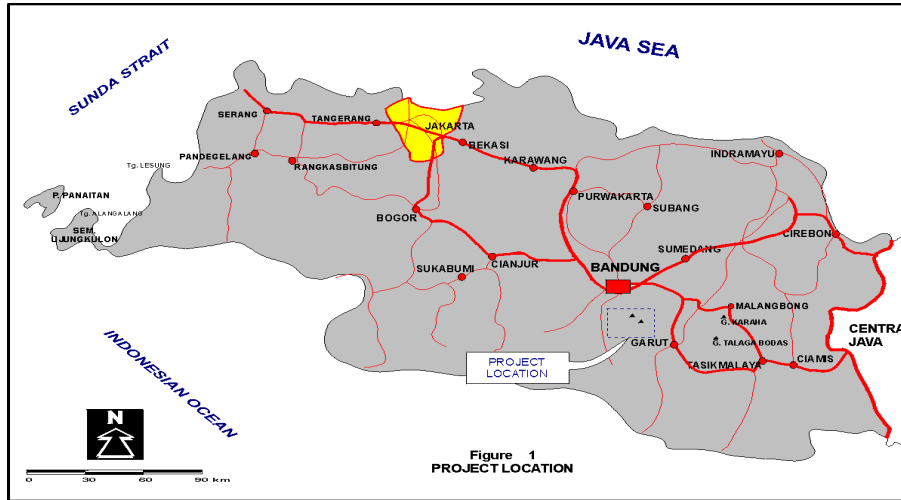 JAVA SEA
SUNDA STRAIT
SERANG
TANGERANG
JAKARTA
BEKASI
PANDEGELANG
RANGKASBITUNG
KARAWANG
INDRAMAYU
Tg. LESUNG
P. PANAITAN
PURWAKARTA
SUBANG
Tg. ALANGALANG
SEM.
UJUNGKULON
BOGOR
CIREBON
SUMEDANG
CIANJUR
SUKABUMI
BANDUNG
MALANGBONG
G. KARAHA
CENTRA
JAVA
GARUT
G. TALAGA BODAS
PROJECT
LOCATION
TASIKMALAYA
CIAMIS
INDONESIAN OCEAN
N
0 30 60 90 km
Figure 1
PROJECT LOCATION